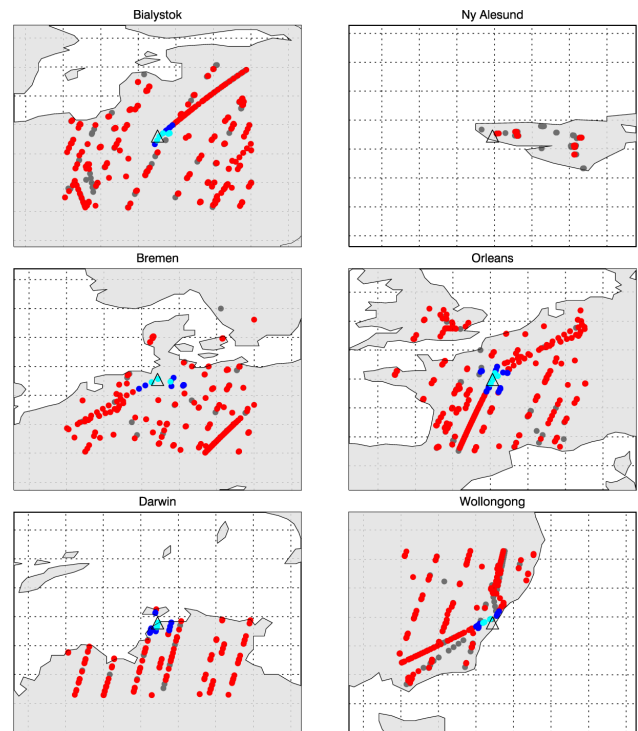 Bialystok
Ny Alesund
Bremen
Orleans
Darwin
Wollongong